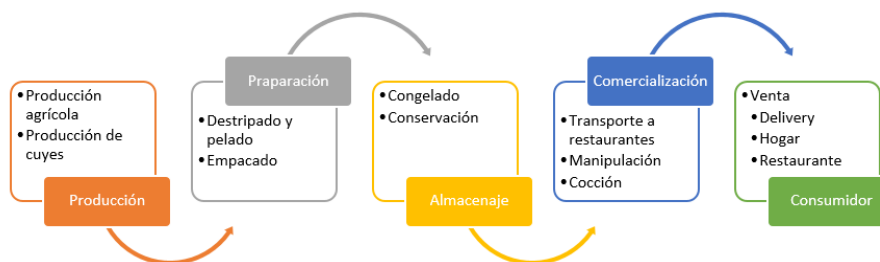 • Producción
agrícola
• Producción de
cuyes
Producción
Praparación
• Destripado y
pelado
• Empacado
• Congelado
• Conservación
Almacenaje
Comercialización
• Transporte a
restaurantes
• Manipulación
• Cocción
• Venta
• Delivery
• Hogar
• Restaurante
Consumidor